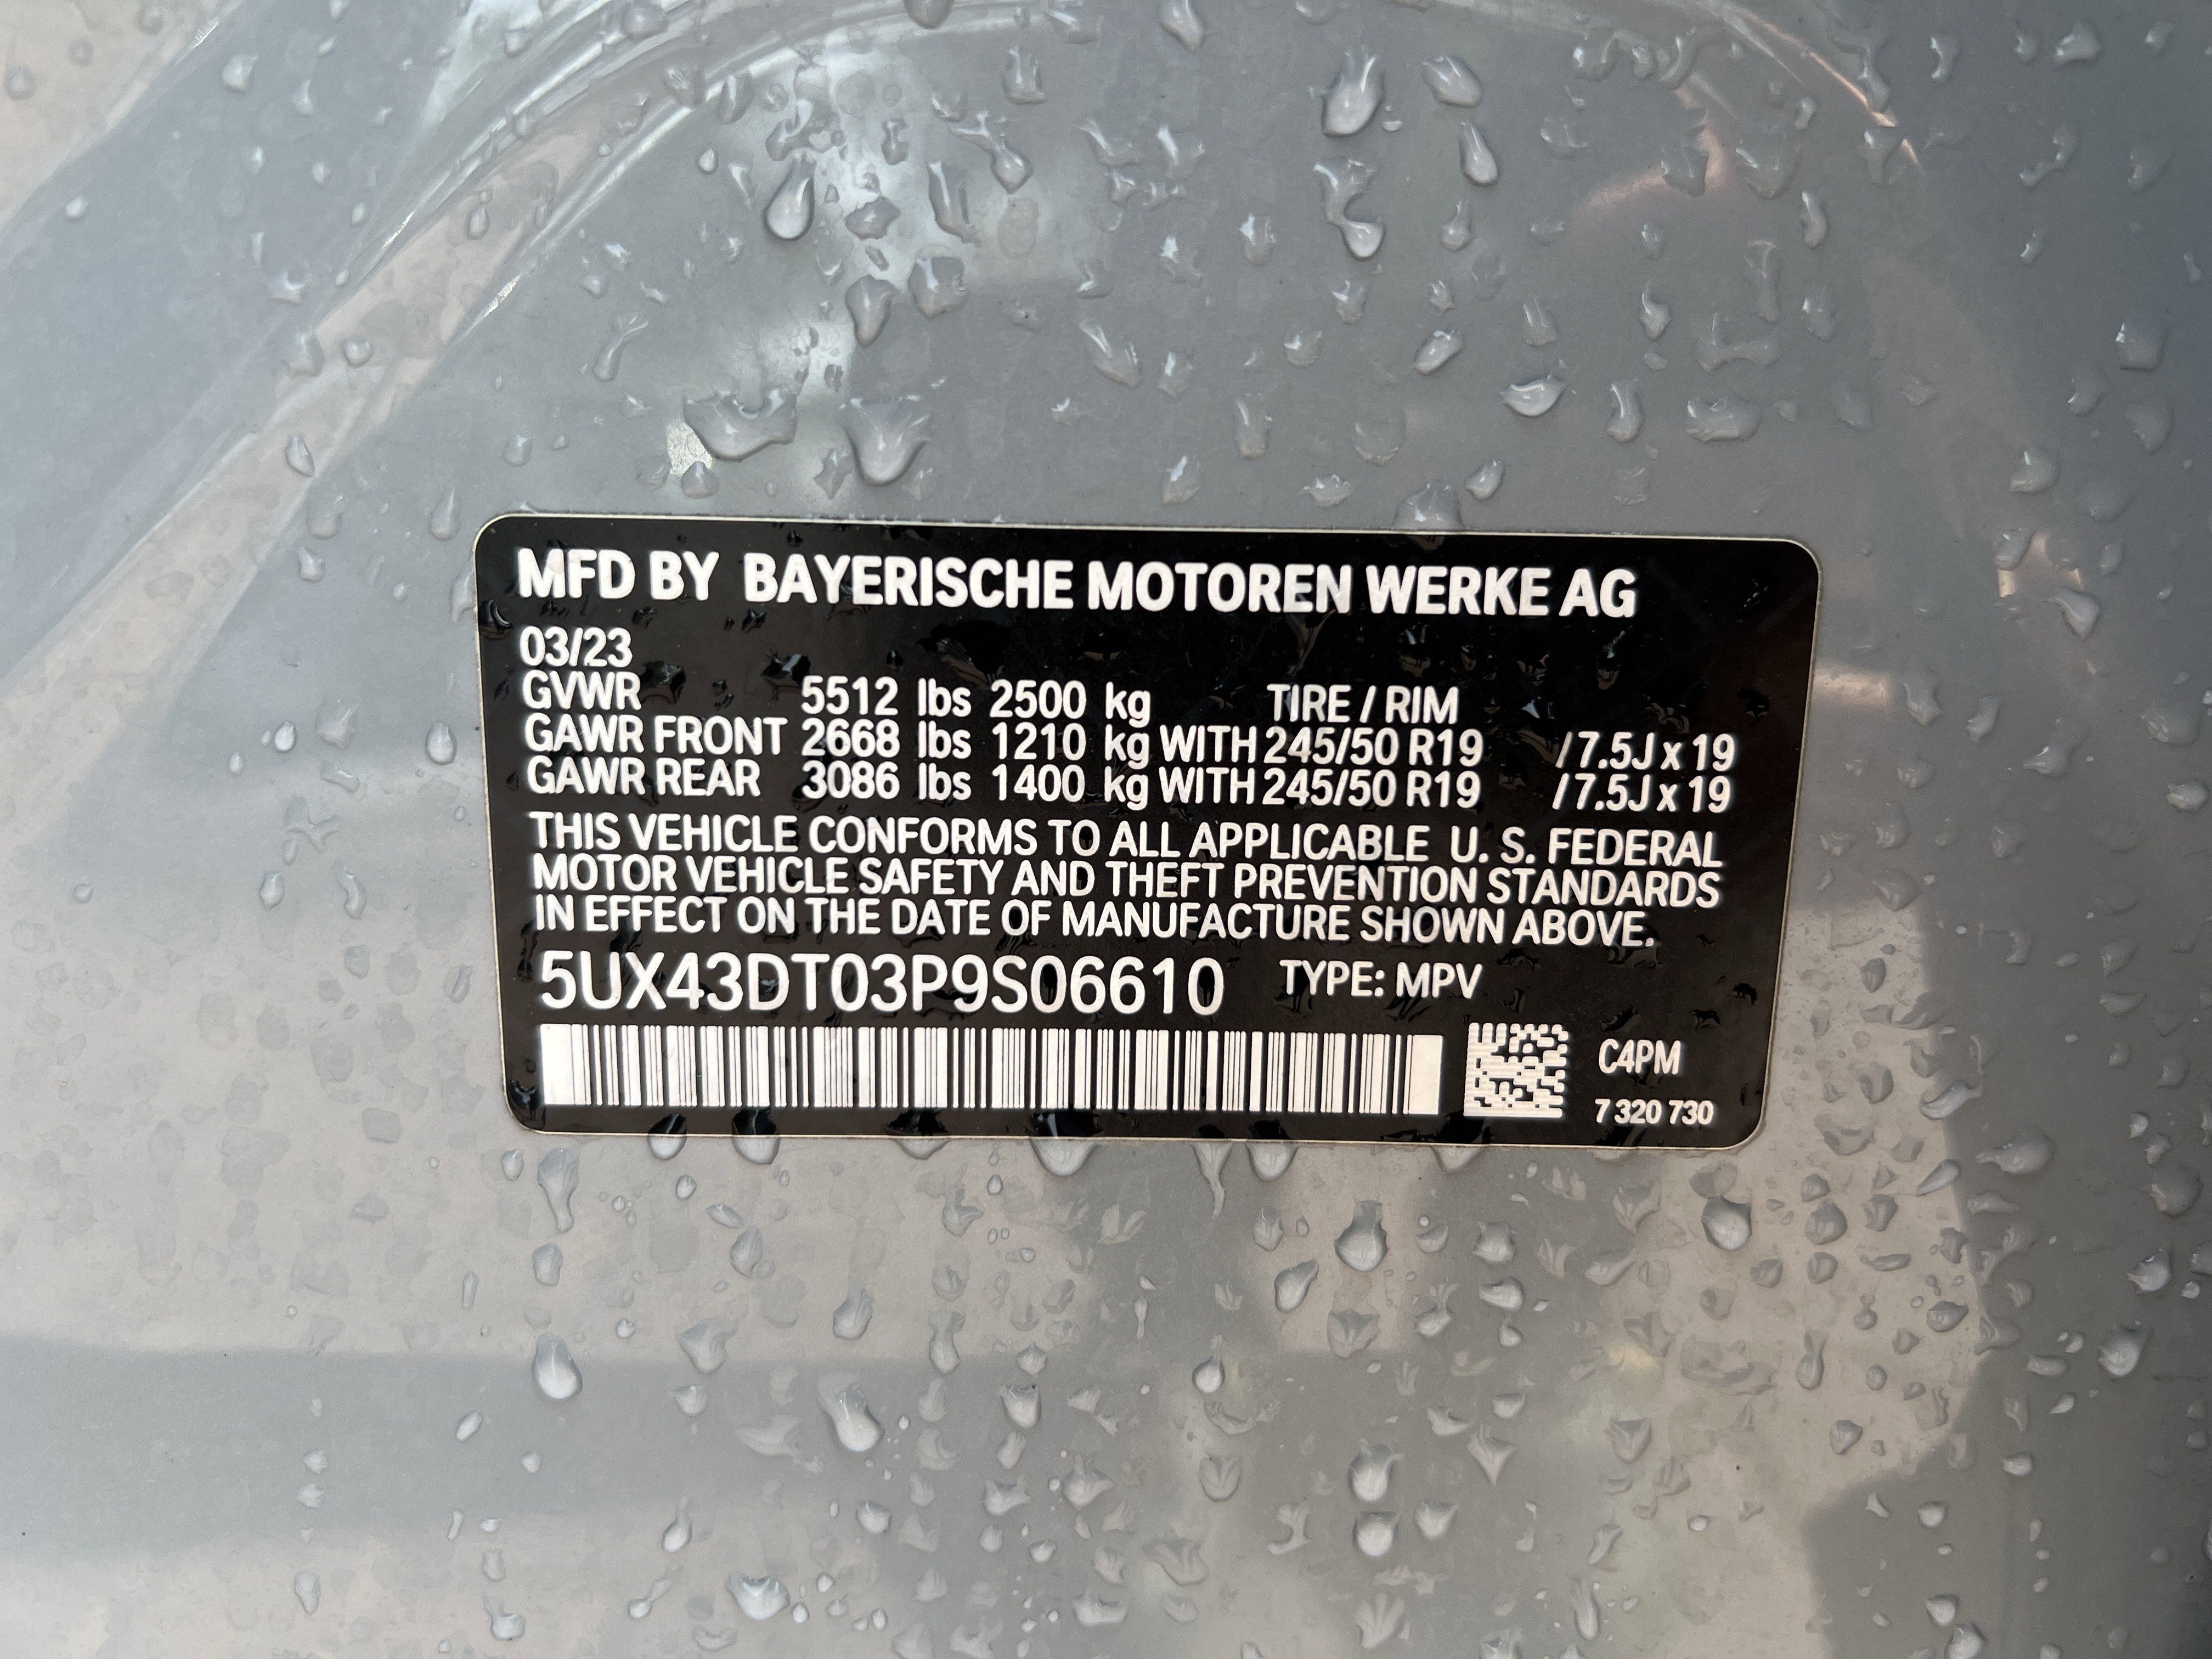 MFD BY BAYERISCHE MOTOREN WERKE AG
03/23
GVWR 5512 lbs 2500 kg TIRE / RIM
GAWR FRONT 2668 lbs 1210 kg WITH 245/50 R19 /7.5J x 19
GAWR REAR 3086 lbs 1400 kg WITH 245/50 R19 /7.5J x 19
THIS VEHICLE CONFORMS TO ALL APPLICABLE U. S. FEDERAL
MOTOR VEHICLE SAFETY AND THEFT PREVENTION STANDARDS
IN EFFECT ON THE DATE OF MANUFACTURE SHOWN ABOVE.
5UX43DT03P9S06610 TYPE: MPV
C4PM
7 320 730